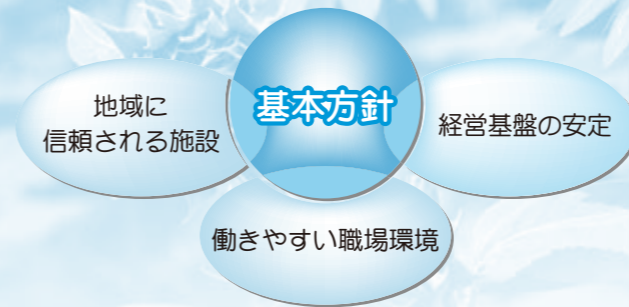 基本方針
地域に
信頼される施設
経営基盤の安定
働きやすい職場環境